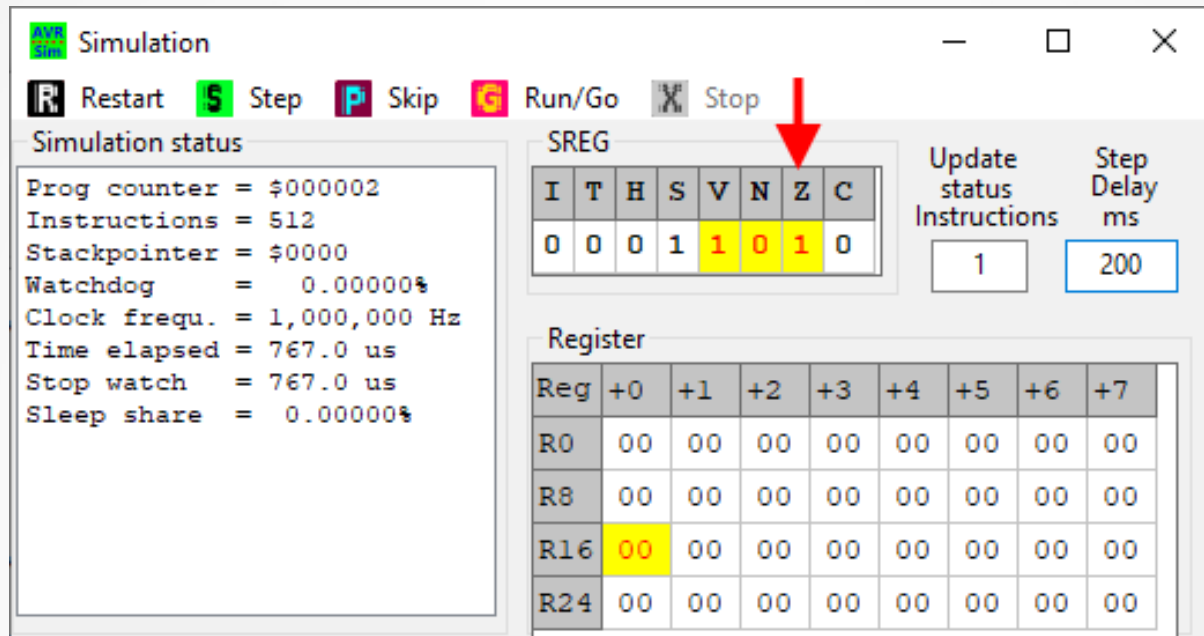 AVR
Sim
Simulation
R Restart S Step P Skip G Run/Go X Stop
Simulation status
Prog counter = $000002
Instructions = 512
Stackpointer = $0000
Watchdog     =   0.00000%
Clock frequ. = 1,000,000 Hz
Time elapsed = 767.0 us
Stop watch   = 767.0 us
Sleep share  =  0.00000%
SREG
I T H S V N Z C
0 0 0 1 1 0 1 0
Update
status
Instructions
1
Step
Delay
ms
200
Register
Reg +0 +1 +2 +3 +4 +5 +6 +7
R0 00 00 00 00 00 00 00 00
R8 00 00 00 00 00 00 00 00
R16 00 00 00 00 00 00 00 00
R24 00 00 00 00 00 00 00 00